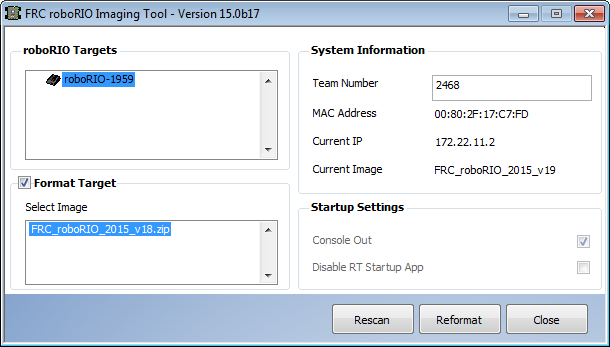 FRC roboRIO Imaging Tool - Version 15.0b17
roboRIO Targets
roboRIO-1959
Format Target
Select Image
FRC_roboRIO_2015_v18.zip
System Information
Team Number 2468
MAC Address 00:80:2F:17:C7:FD
Current IP 172.22.11.2
Current Image FRC_roboRIO_2015_v19
Startup Settings
Console Out
Disable RT Startup App
Rescan Reformat Close